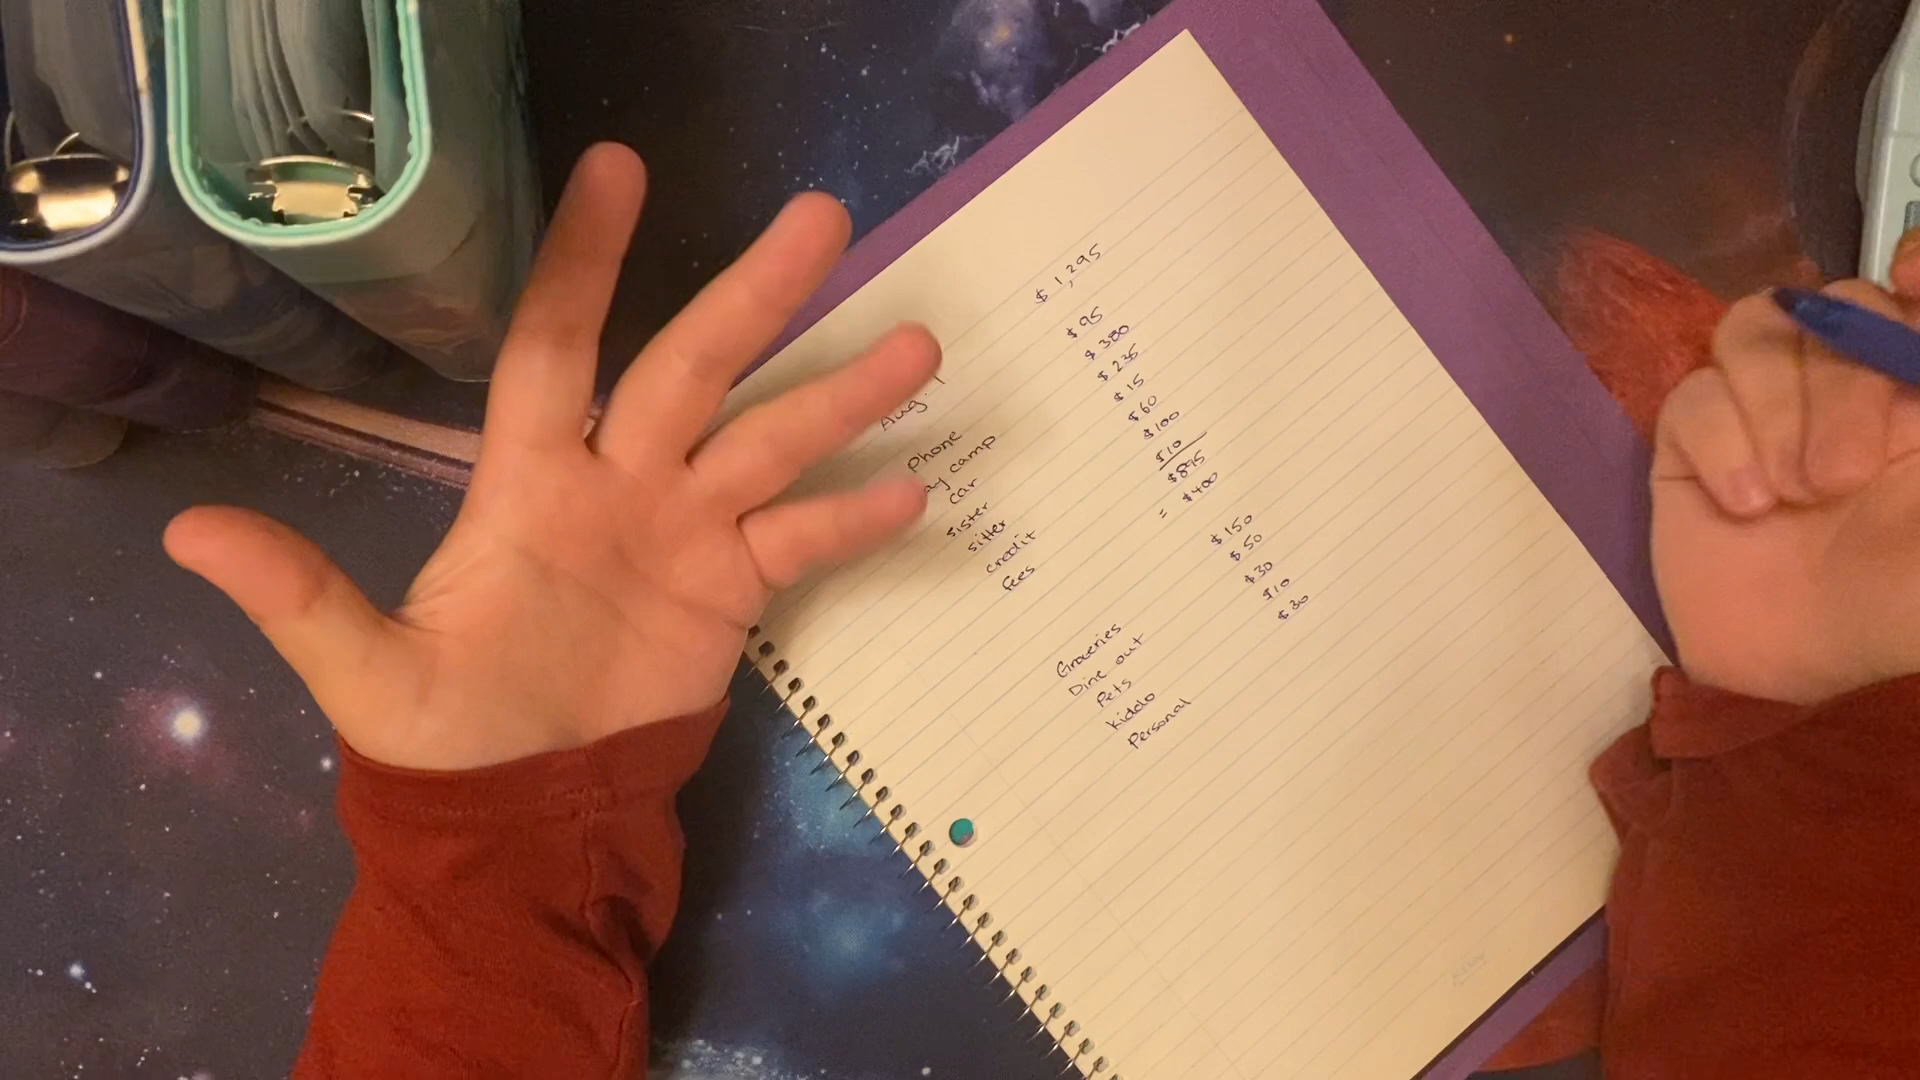 Aug. 1 $1,295
phone $95
ay camp $380
car $235
sister $15
sitter $60
credit $100
fees $10
$895
= $400
Groceries $150
Dine out $50
Pets $30
kiddo $10
Personal $30